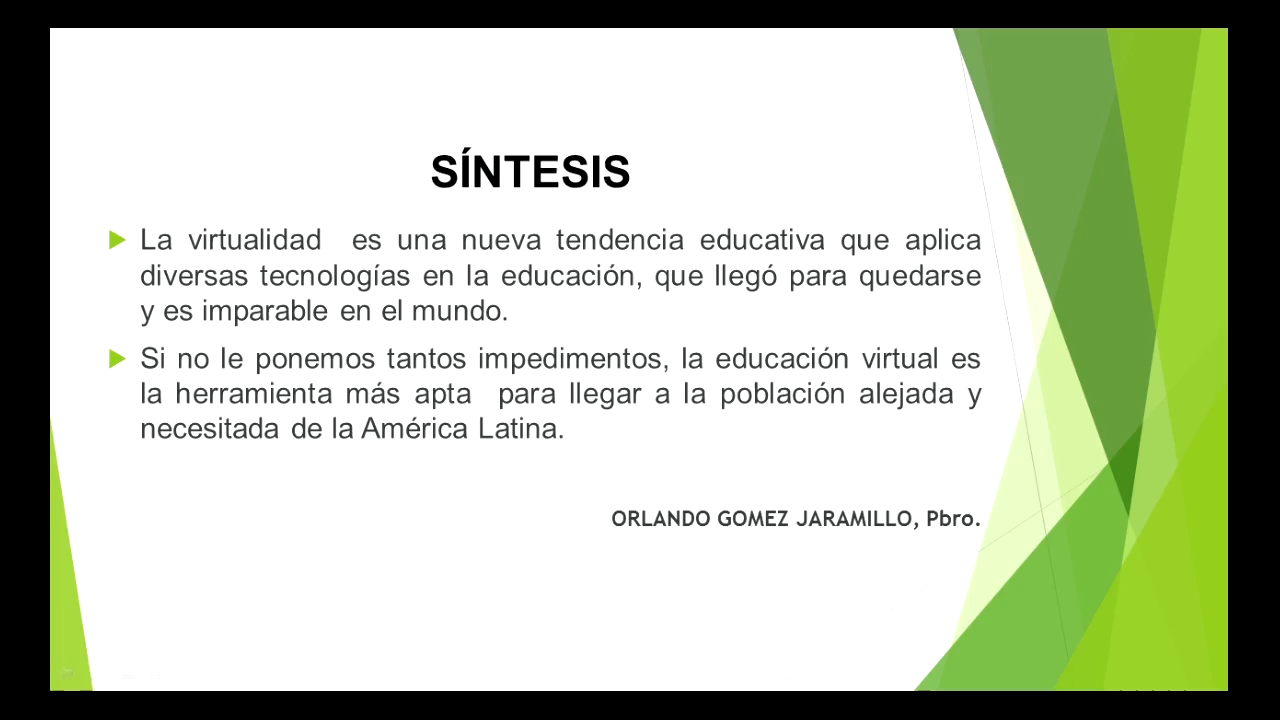 SÍNTESIS
La virtualidad es una nueva tendencia educativa que aplica
diversas tecnologías en la educación, que llegó para quedarse
y es imparable en el mundo.
Si no le ponemos tantos impedimentos, la educación virtual es
la herramienta más apta para llegar a la población alejada y
necesitada de la América Latina.
ORLANDO GOMEZ JARAMILLO, Pbro.